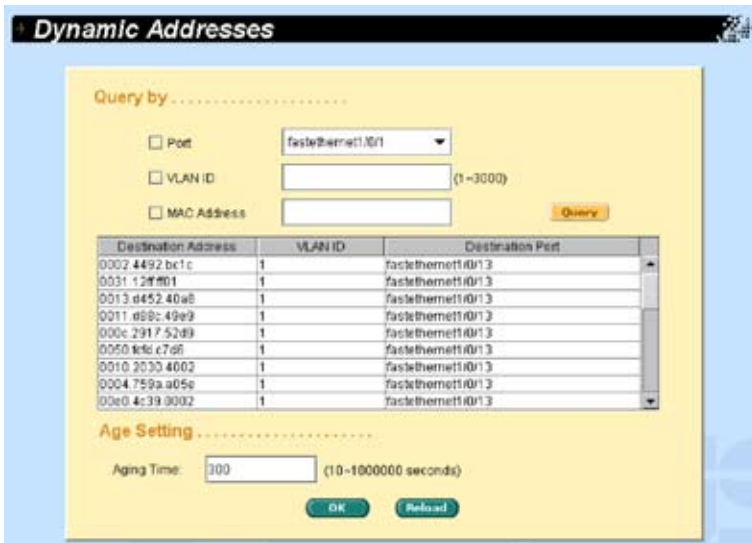 Dynamic Addresses
Query by . . . . . . . . . . . . . . . . . . . . .
Port fastethernet1/0/1
VLAN ID (1~3000)
MAC Address Query
Destination Address VLAN ID Destination Port
0002.4492.bc1c 1 fastethernet1/0/13
0031.12ff.ff01 1 fastethernet1/0/13
0013.d452.40a8 1 fastethernet1/0/13
0011.d88c.49e9 1 fastethernet1/0/13
000c.2917.52d9 1 fastethernet1/0/13
0050.fcfd.c7d6 1 fastethernet1/0/13
0010.2030.4002 1 fastethernet1/0/13
0004.759a.a05e 1 fastethernet1/0/13
00e0.4c39.0002 1 fastethernet1/0/13
Age Setting . . . . . . . . . . . . . . . . . . . . .
Aging Time: 300 (10~1000000 seconds)
OK Reload